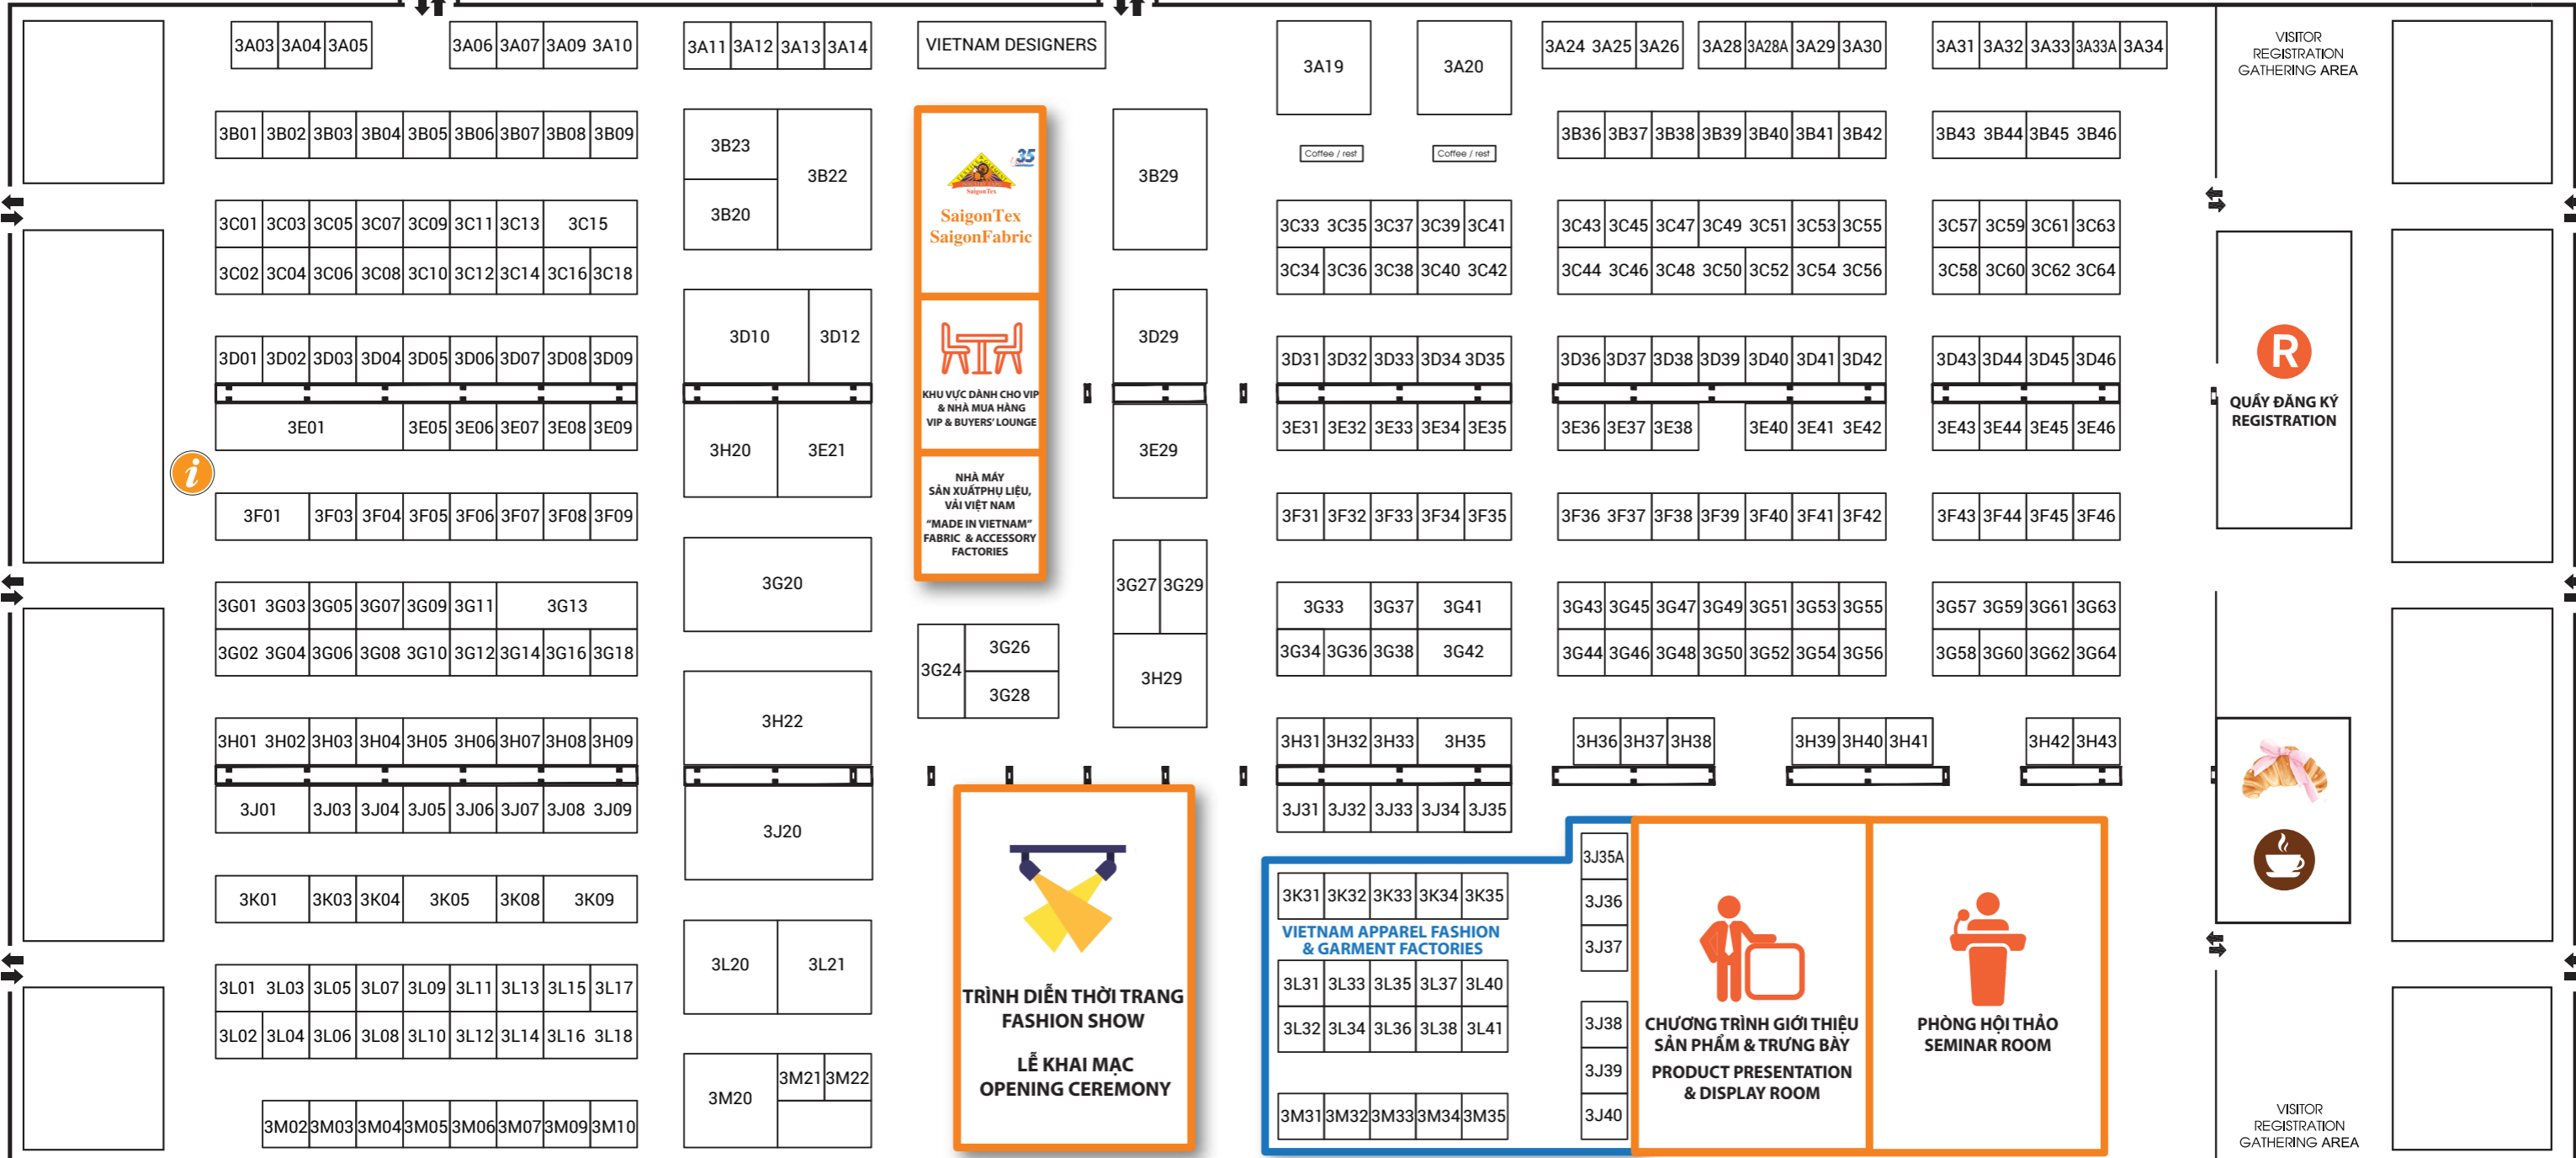 3A03 3A04 3A05 3A06 3A07 3A09 3A10 3A11 3A12 3A13 3A14 VIETNAM DESIGNERS 3A19 3A20 3A24 3A25 3A26 3A28 3A28A 3A29 3A30 3A31 3A32 3A33 3A33A 3A34
VISITOR
REGISTRATION
GATHERING AREA
3B01 3B02 3B03 3B04 3B05 3B06 3B07 3B08 3B09 3B23 3B22 3B20 3B29 3B36 3B37 3B38 3B39 3B40 3B41 3B42 3B43 3B44 3B45 3B46
Coffee / rest Coffee / rest
35
SaigonTex
SaigonTex
SaigonFabric
3C01 3C03 3C05 3C07 3C09 3C11 3C13 3C15 3C33 3C35 3C37 3C39 3C41 3C43 3C45 3C47 3C49 3C51 3C53 3C55 3C57 3C59 3C61 3C63
3C02 3C04 3C06 3C08 3C10 3C12 3C14 3C16 3C18 3C34 3C36 3C38 3C40 3C42 3C44 3C46 3C48 3C50 3C52 3C54 3C56 3C58 3C60 3C62 3C64
3D01 3D02 3D03 3D04 3D05 3D06 3D07 3D08 3D09 3D10 3D12 3D29 3D31 3D32 3D33 3D34 3D35 3D36 3D37 3D38 3D39 3D40 3D41 3D42 3D43 3D44 3D45 3D46
R
QUẦY ĐĂNG KÝ
REGISTRATION
KHU VỰC DÀNH CHO VIP
& NHÀ MUA HÀNG
VIP & BUYERS' LOUNGE
3E01 3E05 3E06 3E07 3E08 3E09 3H20 3E21 3E29 3E31 3E32 3E33 3E34 3E35 3E36 3E37 3E38 3E40 3E41 3E42 3E43 3E44 3E45 3E46
i
NHÀ MÁY
SẢN XUẤTPHỤ LIỆU,
VẢI VIỆT NAM
"MADE IN VIETNAM"
FABRIC & ACCESSORY
FACTORIES
3F01 3F03 3F04 3F05 3F06 3F07 3F08 3F09 3F31 3F32 3F33 3F34 3F35 3F36 3F37 3F38 3F39 3F40 3F41 3F42 3F43 3F44 3F45 3F46
3G01 3G03 3G05 3G07 3G09 3G11 3G13 3G20 3G27 3G29 3G33 3G37 3G41 3G43 3G45 3G47 3G49 3G51 3G53 3G55 3G57 3G59 3G61 3G63
3G02 3G04 3G06 3G08 3G10 3G12 3G14 3G16 3G18 3G24 3G26 3G28 3H29 3G34 3G36 3G38 3G42 3G44 3G46 3G48 3G50 3G52 3G54 3G56 3G58 3G60 3G62 3G64
3H01 3H02 3H03 3H04 3H05 3H06 3H07 3H08 3H09 3H22 3H31 3H32 3H33 3H35 3H36 3H37 3H38 3H39 3H40 3H41 3H42 3H43
3J01 3J03 3J04 3J05 3J06 3J07 3J08 3J09 3J20 3J31 3J32 3J33 3J34 3J35
3J35A
3K01 3K03 3K04 3K05 3K08 3K09 3K31 3K32 3K33 3K34 3K35 3J36
VIETNAM APPAREL FASHION
& GARMENT FACTORIES
3J37
3L20 3L21
3L01 3L03 3L05 3L07 3L09 3L11 3L13 3L15 3L17 3L31 3L33 3L35 3L37 3L40
3L02 3L04 3L06 3L08 3L10 3L12 3L14 3L16 3L18 3L32 3L34 3L36 3L38 3L41 3J38
TRÌNH DIỄN THỜI TRANG
FASHION SHOW
LỄ KHAI MẠC
OPENING CEREMONY
CHƯƠNG TRÌNH GIỚI THIỆU
SẢN PHẨM & TRƯNG BÀY
PRODUCT PRESENTATION
& DISPLAY ROOM
PHÒNG HỘI THẢO
SEMINAR ROOM
3M20 3M21 3M22 3J39
3M02 3M03 3M04 3M05 3M06 3M07 3M09 3M10 3M31 3M32 3M33 3M34 3M35 3J40
VISITOR
REGISTRATION
GATHERING AREA